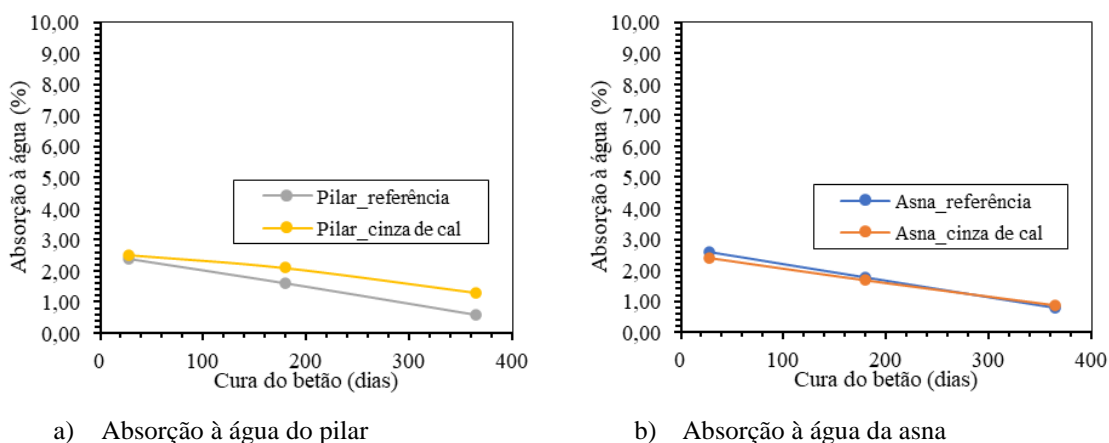 10,00
9,00
8,00
7,00
6,00
5,00
4,00
3,00
2,00
1,00
0,00
Absorção à água (%)
Pilar_referência
Pilar_cinza de cal
0 100 200 300 400
Cura do betão (dias)
a) Absorção à água do pilar
10,00
9,00
8,00
7,00
6,00
5,00
4,00
3,00
2,00
1,00
0,00
Absorção à água (%)
Asna_referência
Asna_cinza de cal
0 100 200 300 400
Cura do betão (dias)
b) Absorção à água da asna